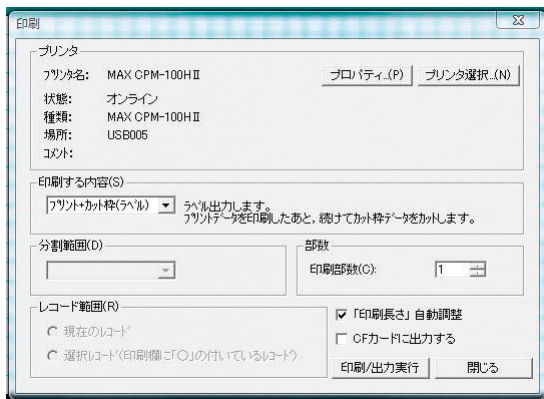 印刷
プリンタ
プリンタ名: MAX CPM-100HⅡ
プロパティ...(P)
プリンタ選択...(N)
状態: オンライン
種類: MAX CPM-100HⅡ
場所: USB005
コメント:
印刷する内容(S)
プリント+カット枠(ラベル)
ラベル出力します。
プリントデータを印刷したあと,続けてカット枠データをカットします。
分割範囲(D)
部数
印刷部数(C): 1
レコード範囲(R)
現在のレコード
選択レコード(印刷欄に「○」の付いているレコード)
「印刷長さ」自動調整
CFカードに出力する
印刷/出力実行
閉じる